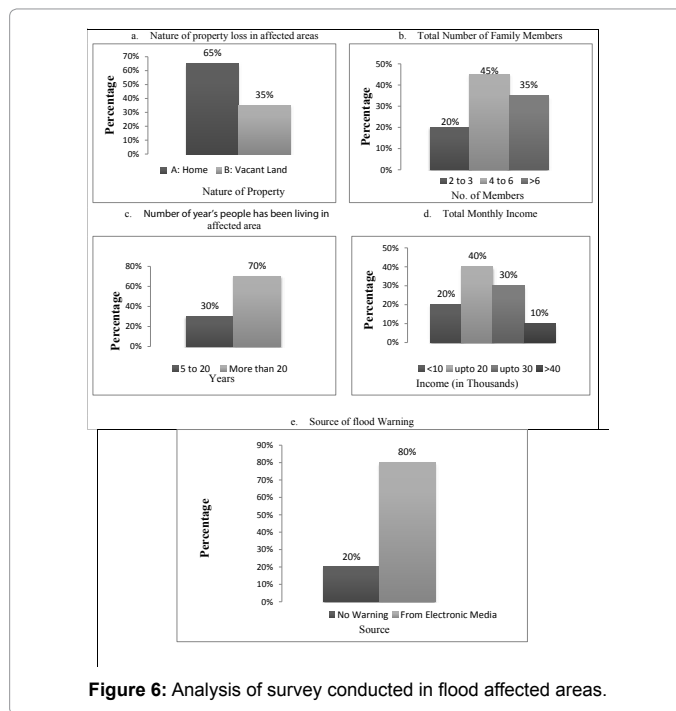 a. Nature of property loss in affected areas
70%
60%
50%
40%
30%
20%
10%
0%
Percentage
65%
35%
A: Home B: Vacant Land
Nature of Property
b. Total Number of Family Members
50%
40%
30%
20%
10%
0%
Percentage
20%
45%
35%
2 to 3 4 to 6 >6
No. of Members
c. Number of year's people has been living in
affected area
80%
60%
40%
20%
0%
Percentage
30%
70%
5 to 20 More than 20
Years
d. Total Monthly Income
50%
40%
30%
20%
10%
0%
Percentage
20%
40%
30%
10%
<10 upto 20 upto 30 >40
Income (in Thousands)
e. Source of flood Warning
90%
80%
70%
60%
50%
40%
30%
20%
10%
0%
Percentage
20%
80%
No Warning From Electronic Media
Source
Figure 6: Analysis of survey conducted in flood affected areas.